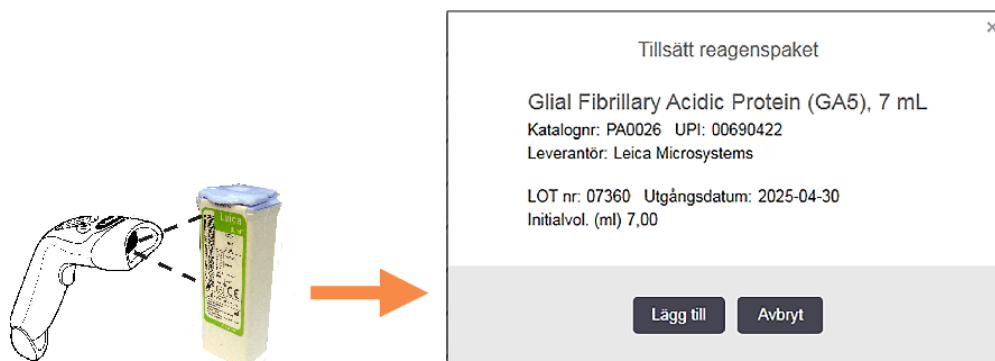 Tillsätt reagenspaket
Glial Fibrillary Acidic Protein (GA5), 7 mL
Katalognr: PA0026 UPI: 00690422
Leverantör: Leica Microsystems
LOT nr: 07360 Utgångsdatum: 2025-04-30
Initialvol. (ml) 7,00
Lägg till Avbryt
Leica
CE